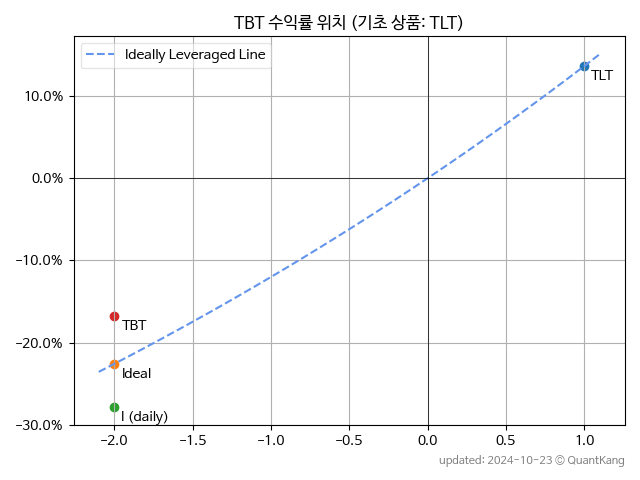 TBT 수익률 위치 (기초 상품: TLT)
Ideally Leveraged Line
TLT
10.0%
0.0%
-10.0%
TBT
-20.0%
Ideal
I (daily)
-30.0%
-2.0 -1.5 -1.0 -0.5 0.0 0.5 1.0
updated: 2024-10-23 © QuantKang